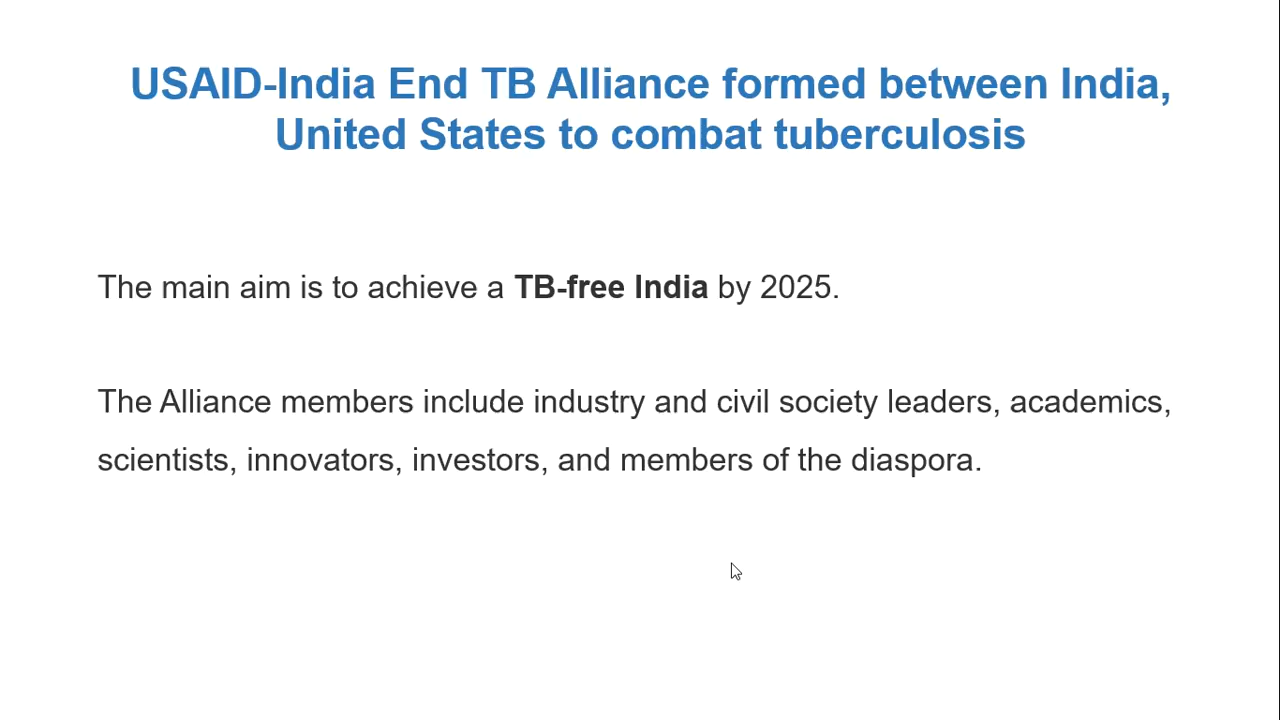 USAID-India End TB Alliance formed between India,
United States to combat tuberculosis
The main aim is to achieve a TB-free India by 2025.
The Alliance members include industry and civil society leaders, academics,
scientists, innovators, investors, and members of the diaspora.